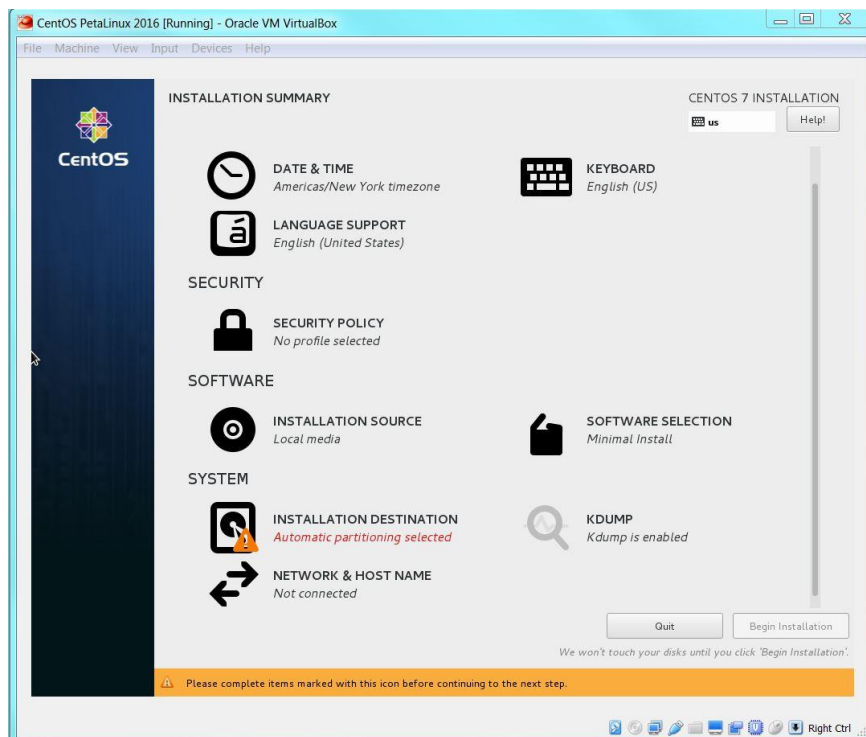 CentOS PetaLinux 2016 [Running] - Oracle VM VirtualBox
File Machine View Input Devices Help
INSTALLATION SUMMARY
CENTOS 7 INSTALLATION
us
Help!
CentOS
DATE & TIME
Americas/New York timezone
KEYBOARD
English (US)
LANGUAGE SUPPORT
English (United States)
SECURITY
SECURITY POLICY
No profile selected
SOFTWARE
INSTALLATION SOURCE
Local media
SOFTWARE SELECTION
Minimal Install
SYSTEM
INSTALLATION DESTINATION
Automatic partitioning selected
KDUMP
Kdump is enabled
NETWORK & HOST NAME
Not connected
Quit
Begin Installation
We won't touch your disks until you click 'Begin Installation'.
Please complete items marked with this icon before continuing to the next step.
Right Ctrl